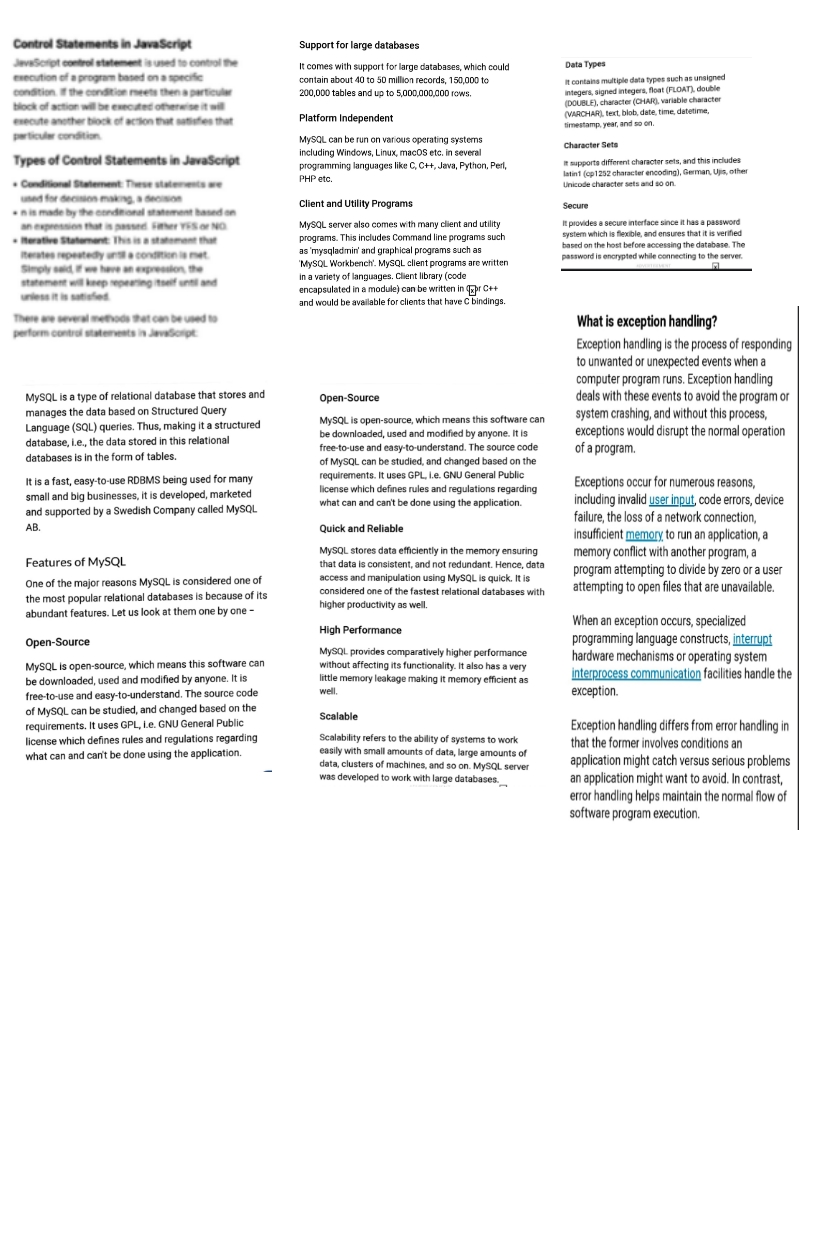 Control Statements in JavaScript
JavaScript control statement is used to control the
execution of a program based on a specific
condition. If the condition meets then a particular
block of action will be executed otherwise it will
execute another block of action that satisfies that
particular condition.
Types of Control Statements in JavaScript
• Conditional Statement: These statements are
used for decision making, a decision
• n is made by the conditional statement based on
an expression that is passed. Either YES or NO.
• Iterative Statement: This is a statement that
iterates repeatedly until a condition is met.
Simply said, if we have an expression, the
statement will keep repeating itself until and
unless it is satisfied.
There are several methods that can be used to
perform control statements in JavaScript:
Support for large databases
It comes with support for large databases, which could
contain about 40 to 50 million records, 150,000 to
200,000 tables and up to 5,000,000,000 rows.
Platform Independent
MySQL can be run on various operating systems
including Windows, Linux, macOS etc. in several
programming languages like C, C++, Java, Python, Perl,
PHP etc.
Client and Utility Programs
MySQL server also comes with many client and utility
programs. This includes Command line programs such
as 'mysqladmin' and graphical programs such as
'MySQL Workbench'. MySQL client programs are written
in a variety of languages. Client library (code
encapsulated in a module) can be written in C or C++
and would be available for clients that have C bindings.
Data Types
It contains multiple data types such as unsigned
integers, signed integers, float (FLOAT), double
(DOUBLE), character (CHAR), variable character
(VARCHAR), text, blob, date, time, datetime,
timestamp, year, and so on.
Character Sets
It supports different character sets, and this includes
latin1 (cp1252 character encoding), German, Ujis, other
Unicode character sets and so on.
Secure
It provides a secure interface since it has a password
system which is flexible, and ensures that it is verified
based on the host before accessing the database. The
password is encrypted while connecting to the server.
MySQL is a type of relational database that stores and
manages the data based on Structured Query
Language (SQL) queries. Thus, making it a structured
database, i.e., the data stored in this relational
databases is in the form of tables.
It is a fast, easy-to-use RDBMS being used for many
small and big businesses, it is developed, marketed
and supported by a Swedish Company called MySQL
AB.
Features of MySQL
One of the major reasons MySQL is considered one of
the most popular relational databases is because of its
abundant features. Let us look at them one by one –
Open-Source
MySQL is open-source, which means this software can
be downloaded, used and modified by anyone. It is
free-to-use and easy-to-understand. The source code
of MySQL can be studied, and changed based on the
requirements. It uses GPL, i.e. GNU General Public
license which defines rules and regulations regarding
what can and can't be done using the application.
Open-Source
MySQL is open-source, which means this software can
be downloaded, used and modified by anyone. It is
free-to-use and easy-to-understand. The source code
of MySQL can be studied, and changed based on the
requirements. It uses GPL, i.e. GNU General Public
license which defines rules and regulations regarding
what can and can't be done using the application.
Quick and Reliable
MySQL stores data efficiently in the memory ensuring
that data is consistent, and not redundant. Hence, data
access and manipulation using MySQL is quick. It is
considered one of the fastest relational databases with
higher productivity as well.
High Performance
MySQL provides comparatively higher performance
without affecting its functionality. It also has a very
little memory leakage making it memory efficient as
well.
Scalable
Scalability refers to the ability of systems to work
easily with small amounts of data, large amounts of
data, clusters of machines, and so on. MySQL server
was developed to work with large databases.
What is exception handling?
Exception handling is the process of responding
to unwanted or unexpected events when a
computer program runs. Exception handling
deals with these events to avoid the program or
system crashing, and without this process,
exceptions would disrupt the normal operation
of a program.
Exceptions occur for numerous reasons,
including invalid user input, code errors, device
failure, the loss of a network connection,
insufficient memory to run an application, a
memory conflict with another program, a
program attempting to divide by zero or a user
attempting to open files that are unavailable.
When an exception occurs, specialized
programming language constructs, interrupt
hardware mechanisms or operating system
interprocess communication facilities handle the
exception.
Exception handling differs from error handling in
that the former involves conditions an
application might catch versus serious problems
an application might want to avoid. In contrast,
error handling helps maintain the normal flow of
software program execution.